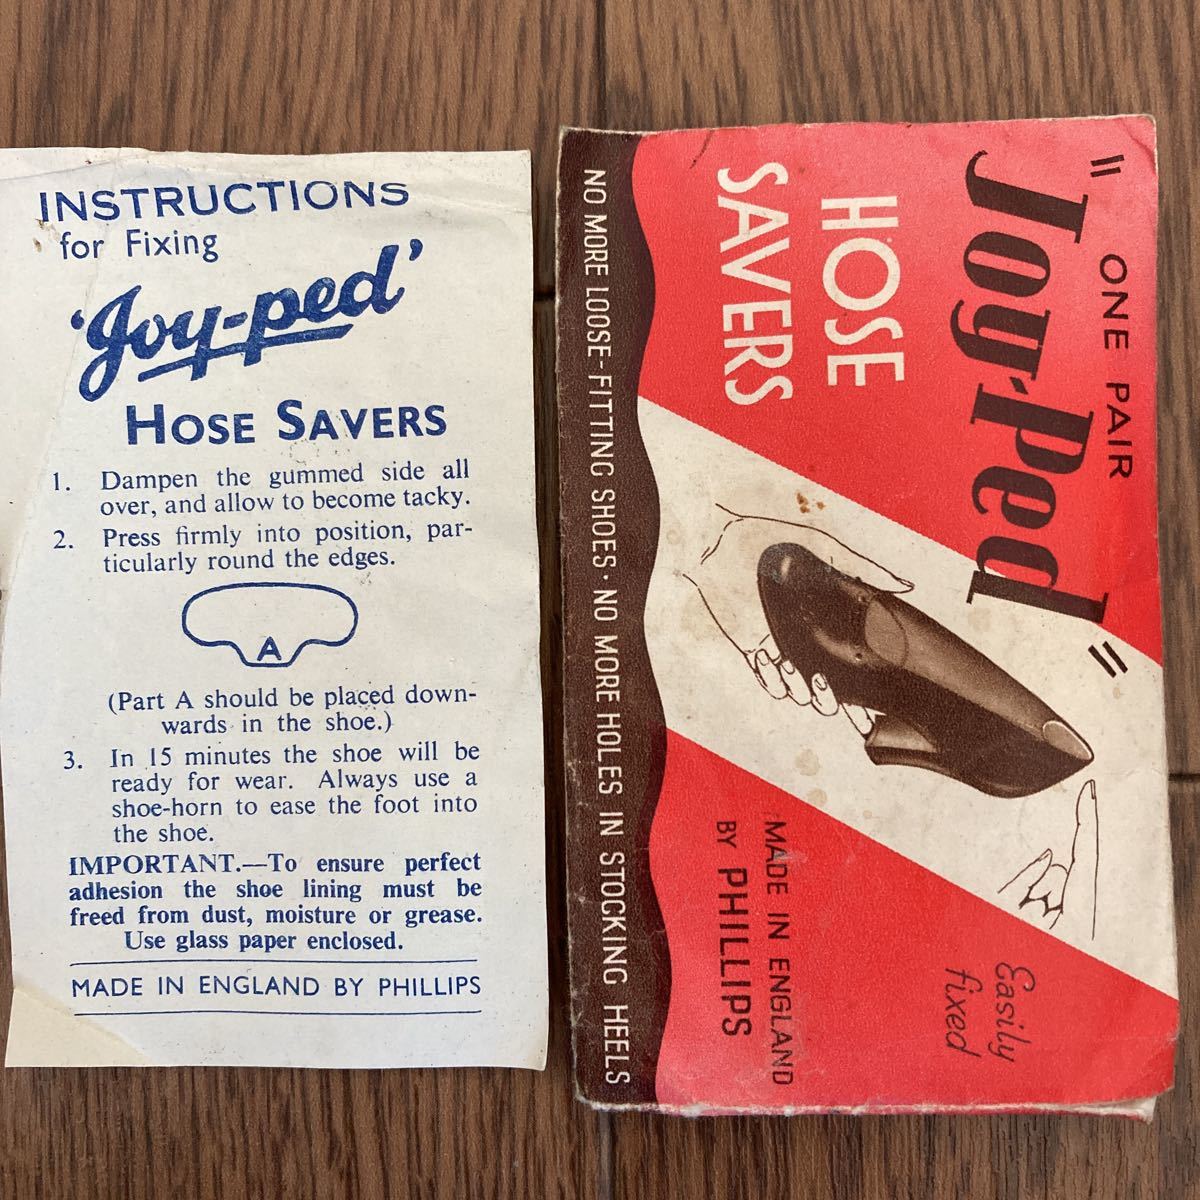 INSTRUCTIONS
for Fixing
'Joy-ped'
HOSE SAVERS
1. Dampen the gummed side all
over, and allow to become tacky.
2. Press firmly into position, par-
ticularly round the edges.
A
(Part A should be placed down-
wards in the shoe.)
3. In 15 minutes the shoe will be
ready for wear. Always use a
shoe-horn to ease the foot into
the shoe.
IMPORTANT.—To ensure perfect
adhesion the shoe lining must be
freed from dust, moisture or grease.
Use glass paper enclosed.
MADE IN ENGLAND BY PHILLIPS
ONE PAIR
"Joy-Ped"
HOSE
SAVERS
Easily
fixed
MADE IN ENGLAND
BY PHILLIPS
NO MORE LOOSE-FITTING SHOES · NO MORE HOLES IN STOCKING HEELS